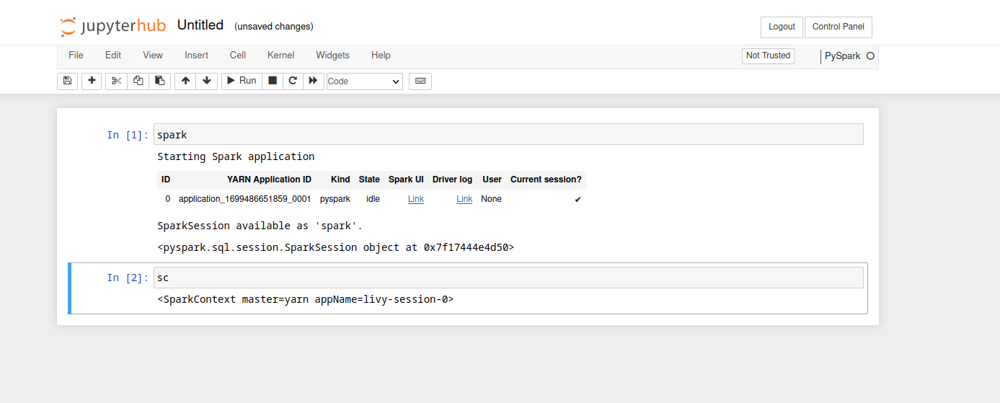 jupyterhub Untitled (unsaved changes) Logout Control Panel
File Edit View Insert Cell Kernel Widgets Help Not Trusted PySpark
Run Code
In [1]: spark
Starting Spark application
ID YARN Application ID Kind State Spark UI Driver log User Current session?
0 application_1699486651859_0001 pyspark idle Link Link None ✔
SparkSession available as 'spark'.
<pyspark.sql.session.SparkSession object at 0x7f17444e4d50>
In [2]: sc
<SparkContext master=yarn appName=livy-session-0>